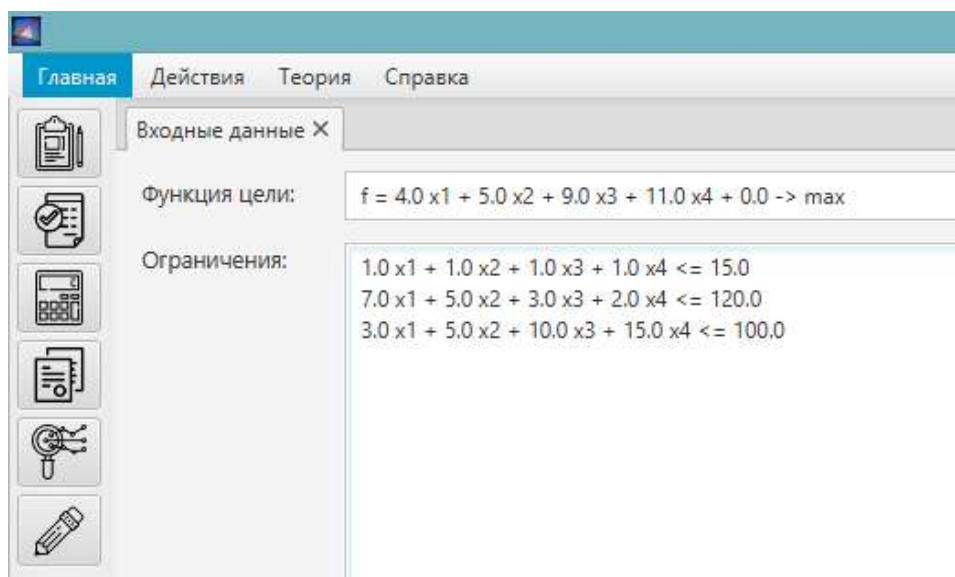 Главная Действия Теория Справка
Входные данные
Функция цели: f = 4.0 x1 + 5.0 x2 + 9.0 x3 + 11.0 x4 + 0.0 -> max
Ограничения: 1.0 x1 + 1.0 x2 + 1.0 x3 + 1.0 x4 <= 15.0
7.0 x1 + 5.0 x2 + 3.0 x3 + 2.0 x4 <= 120.0
3.0 x1 + 5.0 x2 + 10.0 x3 + 15.0 x4 <= 100.0